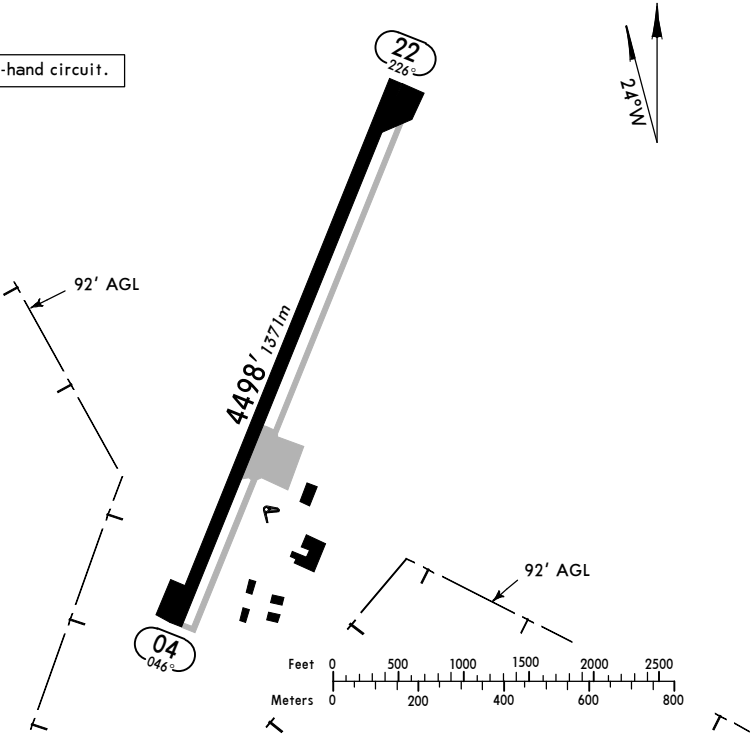 22
226°
-hand circuit.
24°W
92' AGL
4498' 1371m
92' AGL
04
046°
Feet 0 500 1000 1500 2000 2500
Meters 0 200 400 600 800